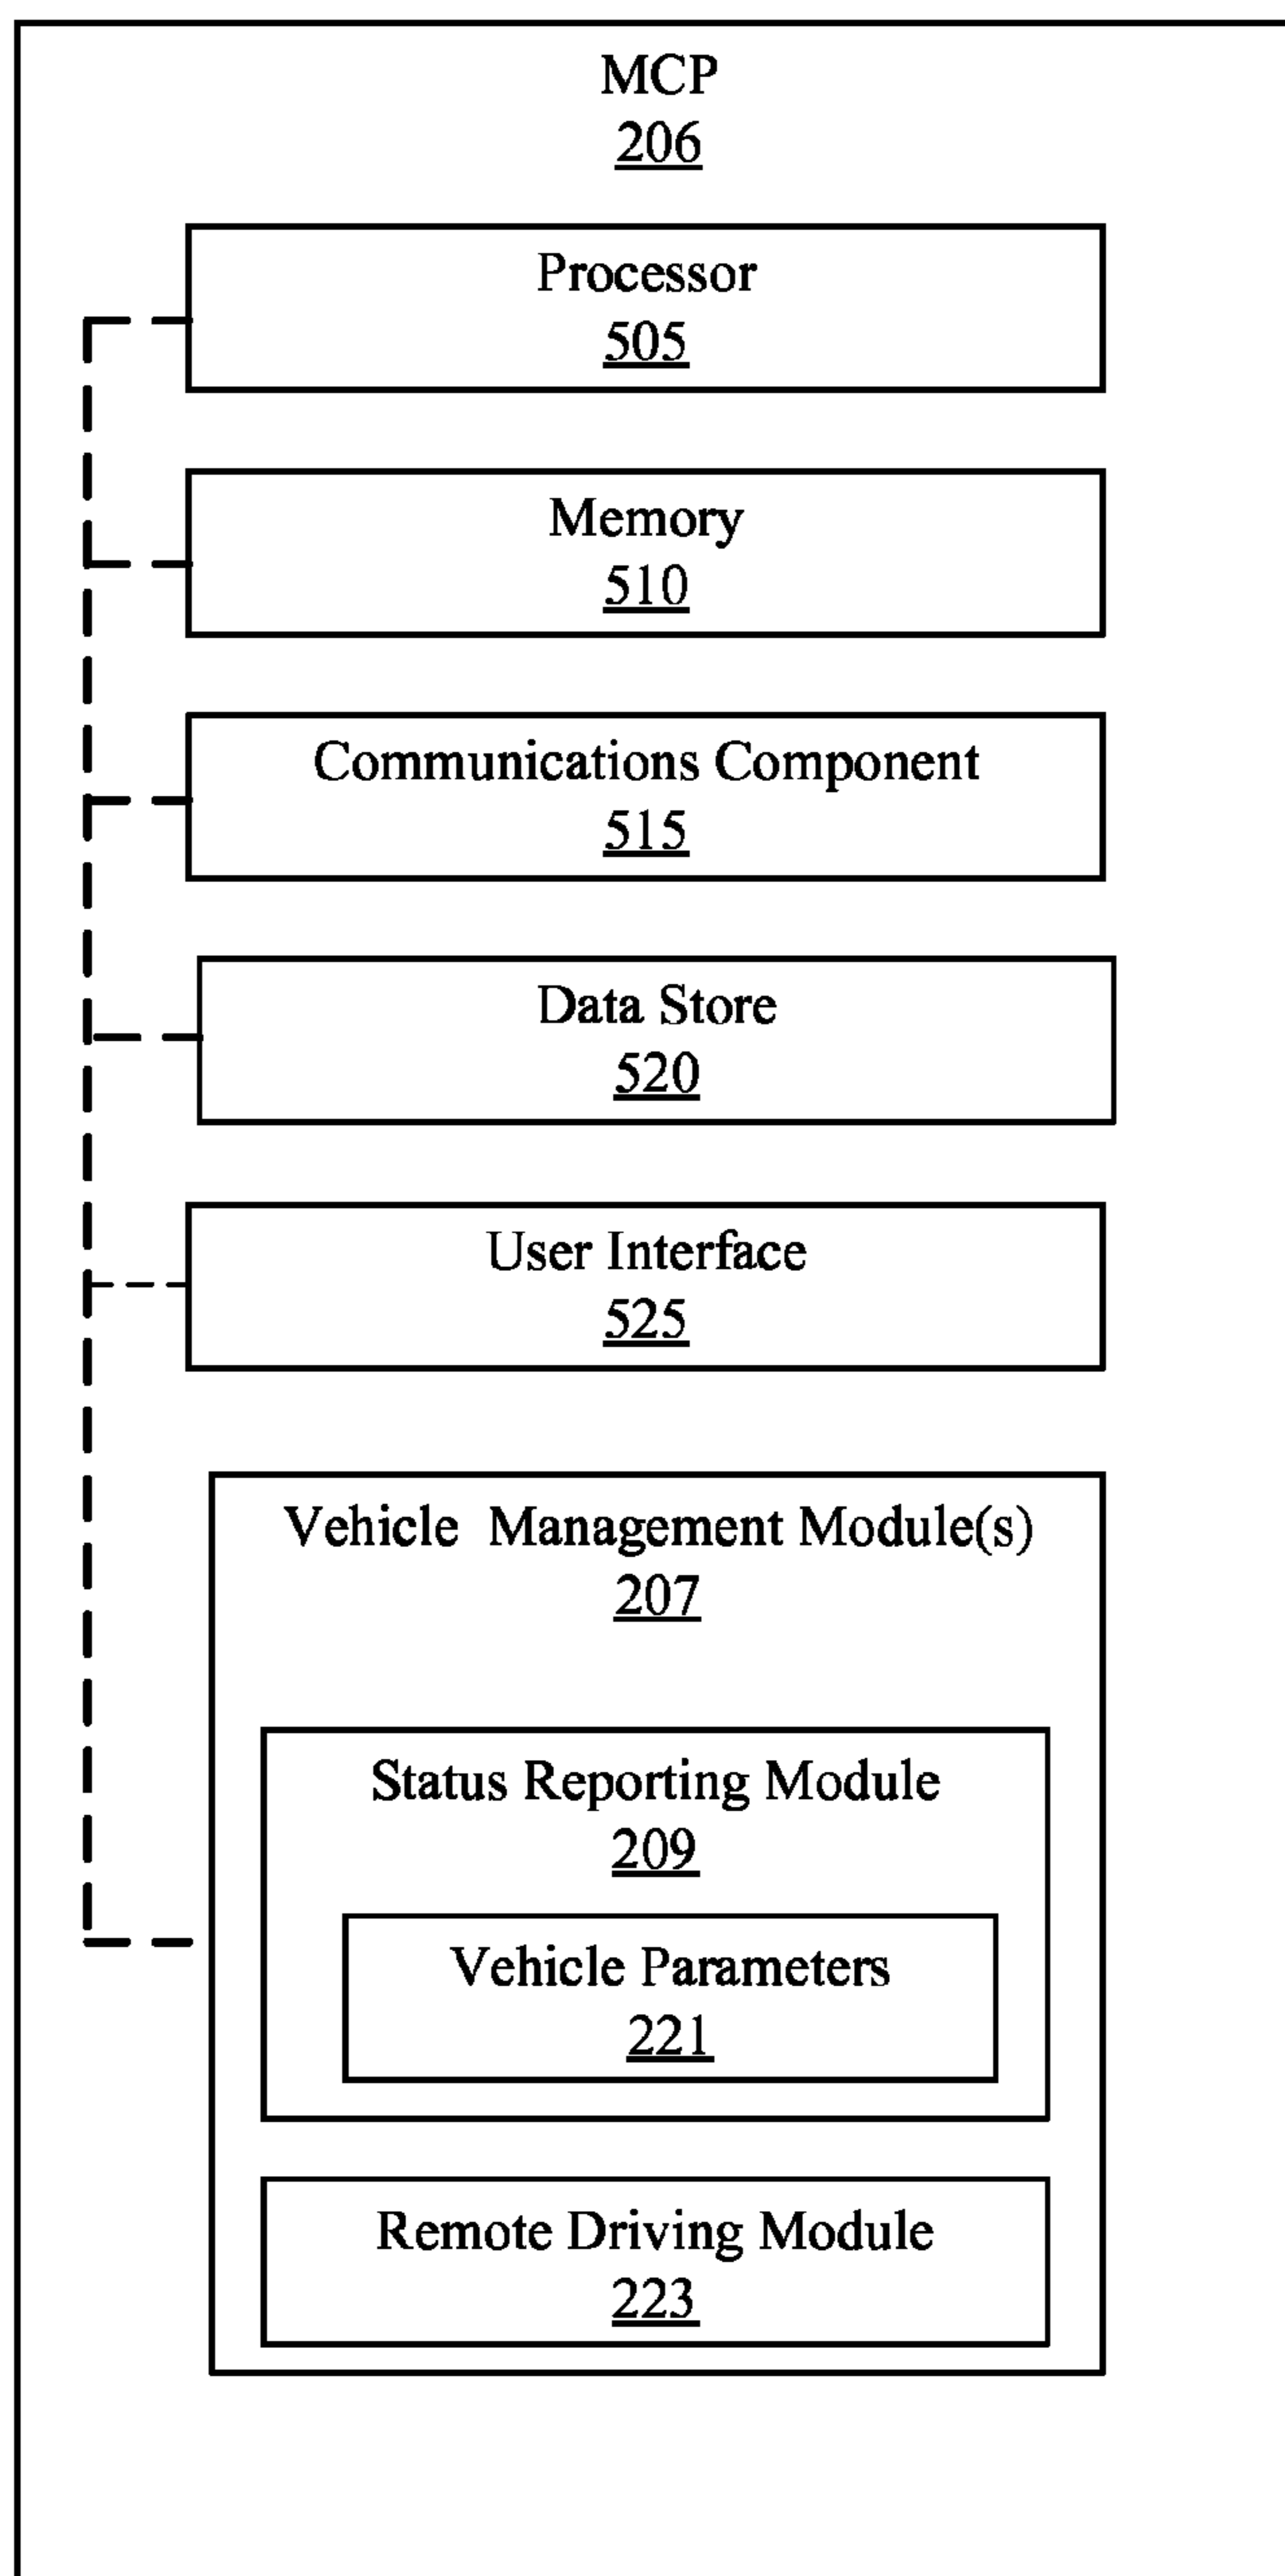 MCP
206
Processor
505
Memory
510
Communications Component
515
Data Store
520
User Interface
525
Vehicle Management Module(s)
207
Status Reporting Module
209
Vehicle Parameters
221
Remote Driving Module
223